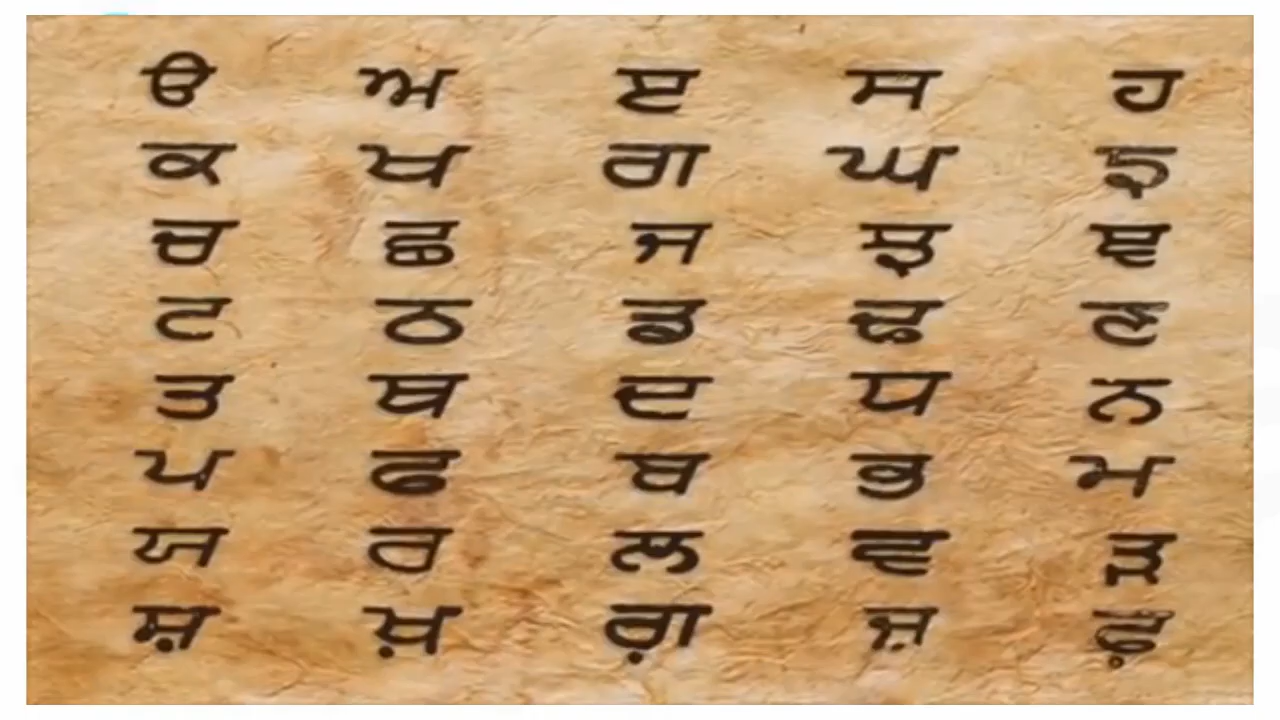 ੳ ਅ ੲ ਸ ਹ
ਕ ਖ ਗ ਘ ਙ
ਚ ਛ ਜ ਝ ਞ
ਟ ਠ ਡ ਢ ਣ
ਤ ਥ ਦ ਧ ਨ
ਪ ਫ ਬ ਭ ਮ
ਯ ਰ ਲ ਵ ੜ
ਸ਼ ਖ਼ ਗ਼ ਜ਼ ਫ਼